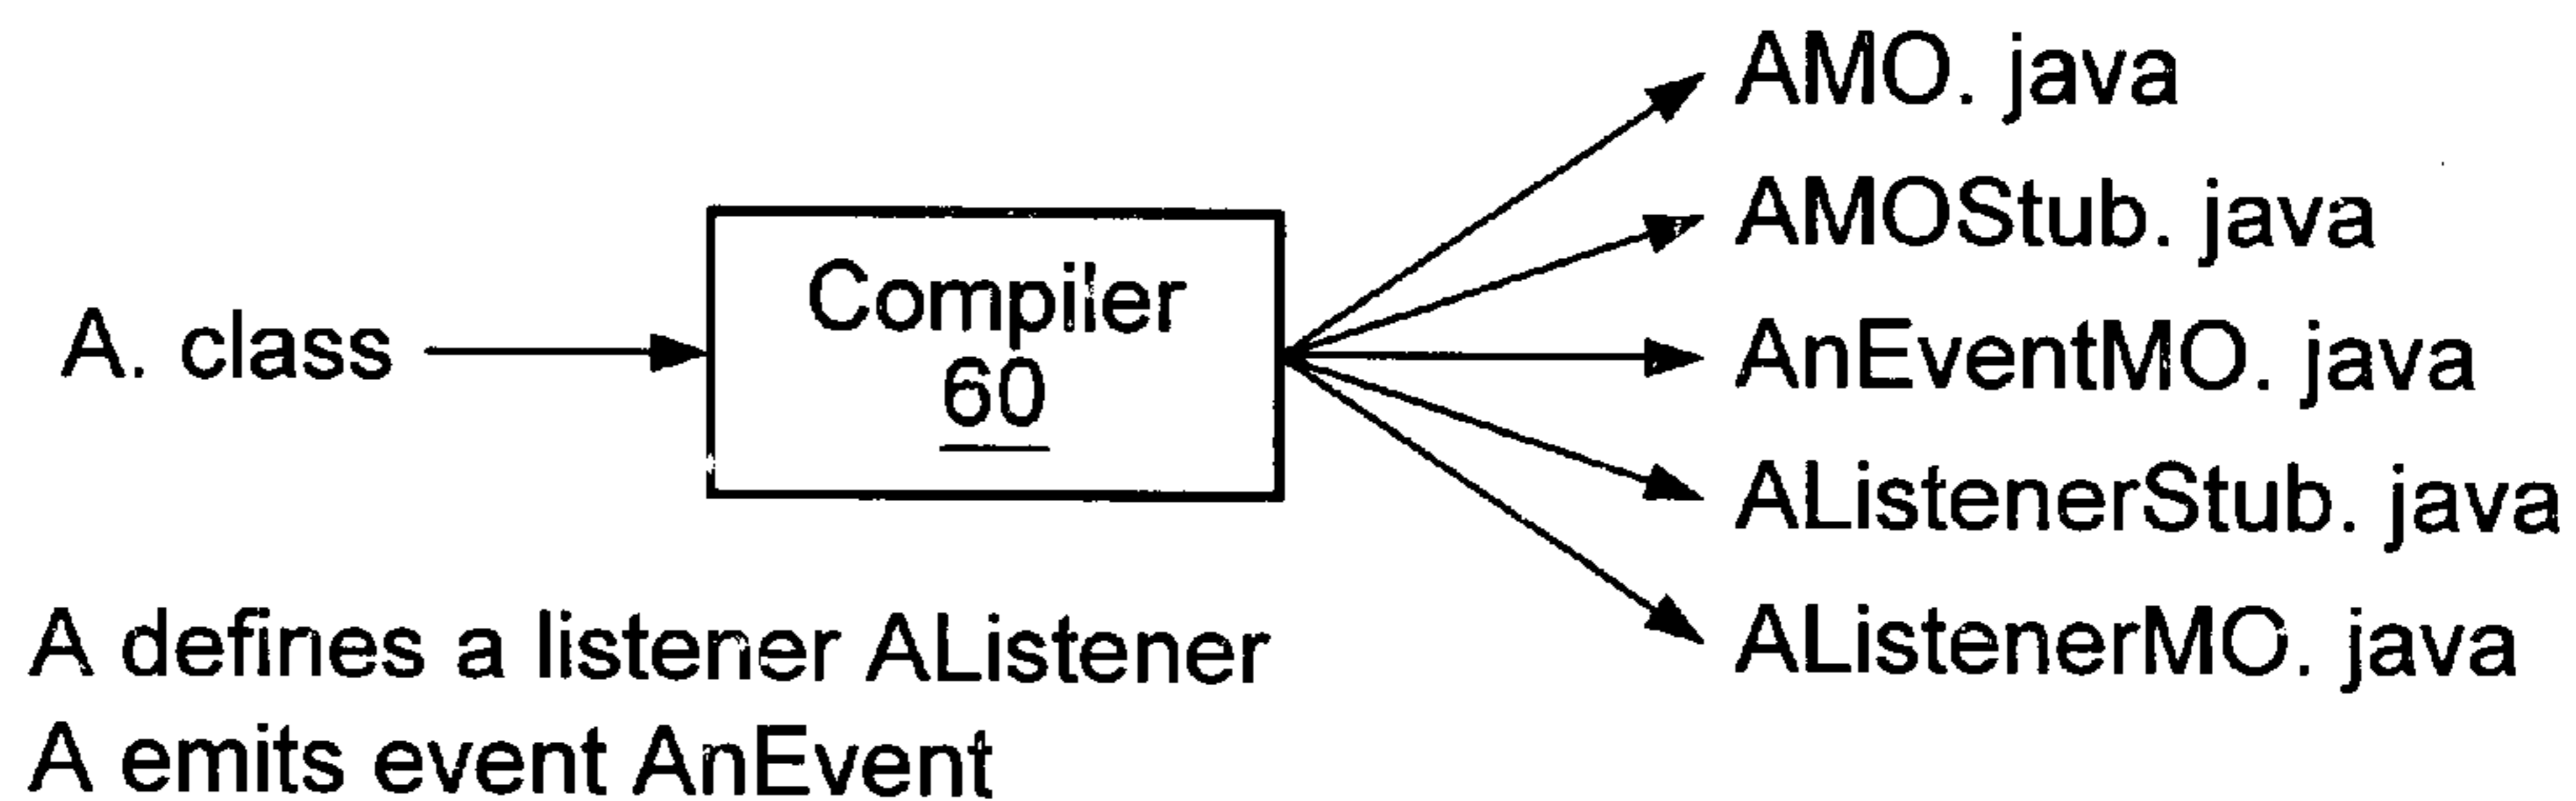 AMO. java
AMOStub. java
A. class
Compiler
60
AnEventMO. java
AListenerStub. java
AListenerMO. java
A defines a listener AListener
A emits event AnEvent